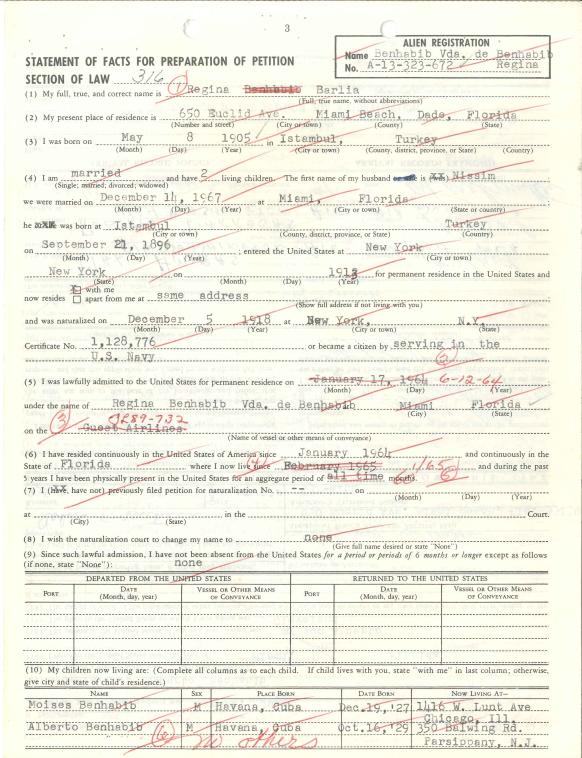 3
ALIEN REGISTRATION
Name Benhabib Vda. de Benhabib
No. A-13-323-672 Regina
STATEMENT OF FACTS FOR PREPARATION OF PETITION
SECTION OF LAW 316
(1) My full, true, and correct name is (1) Regina Benhabib Barlia
(Full, true name, without abbreviations)
(2) My present place of residence is 650 Euclid Ave. Miami Beach, Dade, Florida
(Number and street) (City or town) (County) (State)
(3) I was born on May 8 1905 in Istambul, Turkey
(Month) (Day) (Year) (City or town) (County, district, province, or state) (Country)
(4) I am married and have 2 living children. The first name of my husband is Nissim
(Single; married; divorced; widowed)
we were married on December 14, 1967 at Miami, Florida
(Month) (Day) (Year) (City or town) (State or country)
he was born at Istambul Turkey
(City or town) (County, district, province, or State) (Country)
on September 21, 1896 ; entered the United States at New York
(Month) (Day) (Year) (City or town)
New York on 1913 for permanent residence in the United States and
(State) (Month) (Day) (Year)
now resides X with me
apart from me at same address
(Show full address if not living with you)
and was naturalized on December 5 1918 at New York, N.Y.
(Month) (Day) (Year) (City or town) (State)
Certificate No. 1,128,776 or became a citizen by serving in the
U.S. Navy (2)
(5) I was lawfully admitted to the United States for permanent residence on January 17, 1964 6-12-64
(Month) (Day) (Year)
under the name of Regina Benhabib Vda. de Benhabib Miami Florida
(City) (State)
(3) 289-732
on the Guest Airlines
(Name of vessel or other means of conveyance)
(6) I have resided continuously in the United States of America since January 1964 and continuously in the
State of Florida where I now live since (4) February 1965 1/65 and during the past
5 years I have been physically present in the United States for an aggregate period of all time months. (5)
(7) I (have, have not) previously filed petition for naturalization No. -- on
(Month) (Day) (Year)
at in the Court.
(City) (State)
(8) I wish the naturalization court to change my name to none
(Give full name desired or state "None")
(9) Since such lawful admission, I have not been absent from the United States for a period or periods of 6 months or longer except as follows
(if none, state "None"): none
DEPARTED FROM THE UNITED STATES RETURNED TO THE UNITED STATES
PORT DATE (Month, day, year) VESSEL OR OTHER MEANS OF CONVEYANCE PORT DATE (Month, day, year) VESSEL OR OTHER MEANS OF CONVEYANCE
(10) My children now living are: (Complete all columns as to each child. If child lives with you, state "with me" in last column; otherwise,
give city and state of child's residence.)
NAME SEX PLACE BORN DATE BORN NOW LIVING AT—
Moises Benhabib M Havana, Cuba Dec.19,'27 1416 W. Lunt Ave
Chicago, Ill.
Alberto Benhabib M Havana, Cuba Oct.16,'29 350 Balwing Rd.
(6) no others Parsippany, N.J.